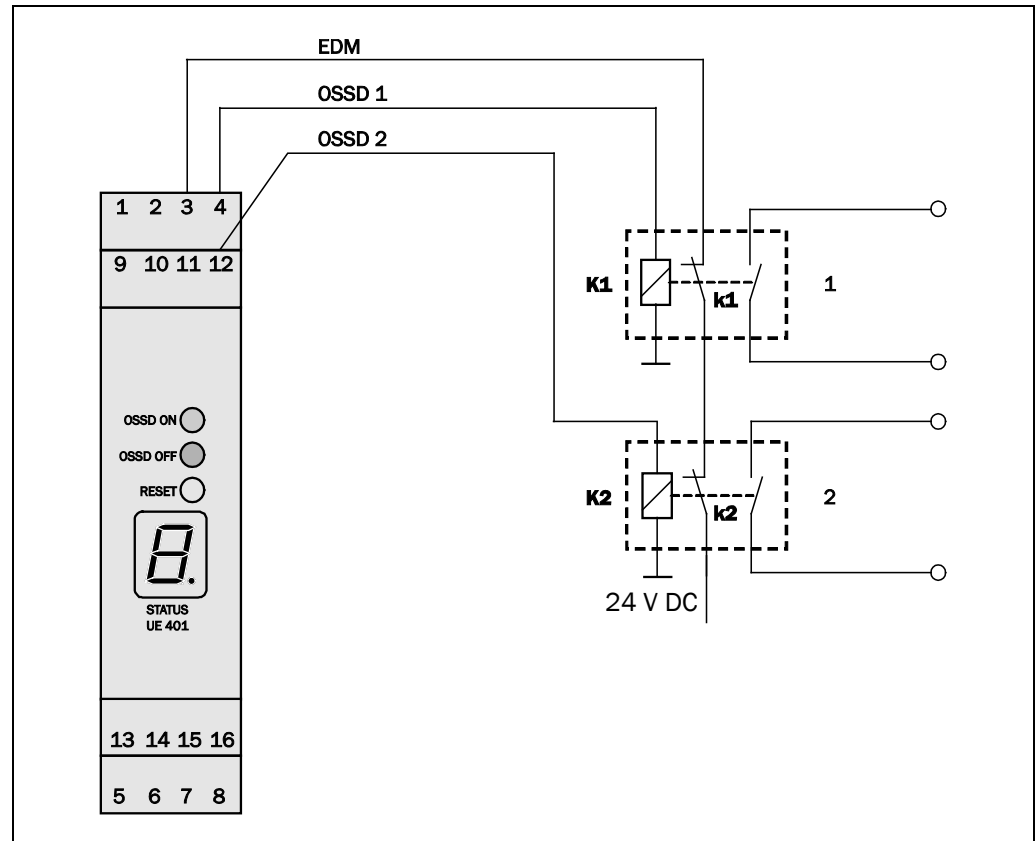 EDM
OSSD 1
OSSD 2
1 2 3 4
9 10 11 12
K1
k1
1
OSSD ON
OSSD OFF
RESET
8.
STATUS
UE 401
K2
k2
2
24 V DC
13 14 15 16
5 6 7 8